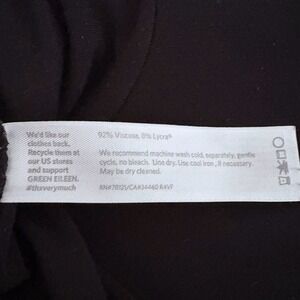 We'd like our
clothes back.
Recycle them at
our US stores
and support
GREEN EILEEN.
#thxverymuch
92% Viscose, 8% Lycra®
We recommend machine wash cold, separately, gentle
cycle, no bleach. Line dry. Use cool iron , if necessary.
May be dry cleaned.
RN#78121/CA#34460 R4VF